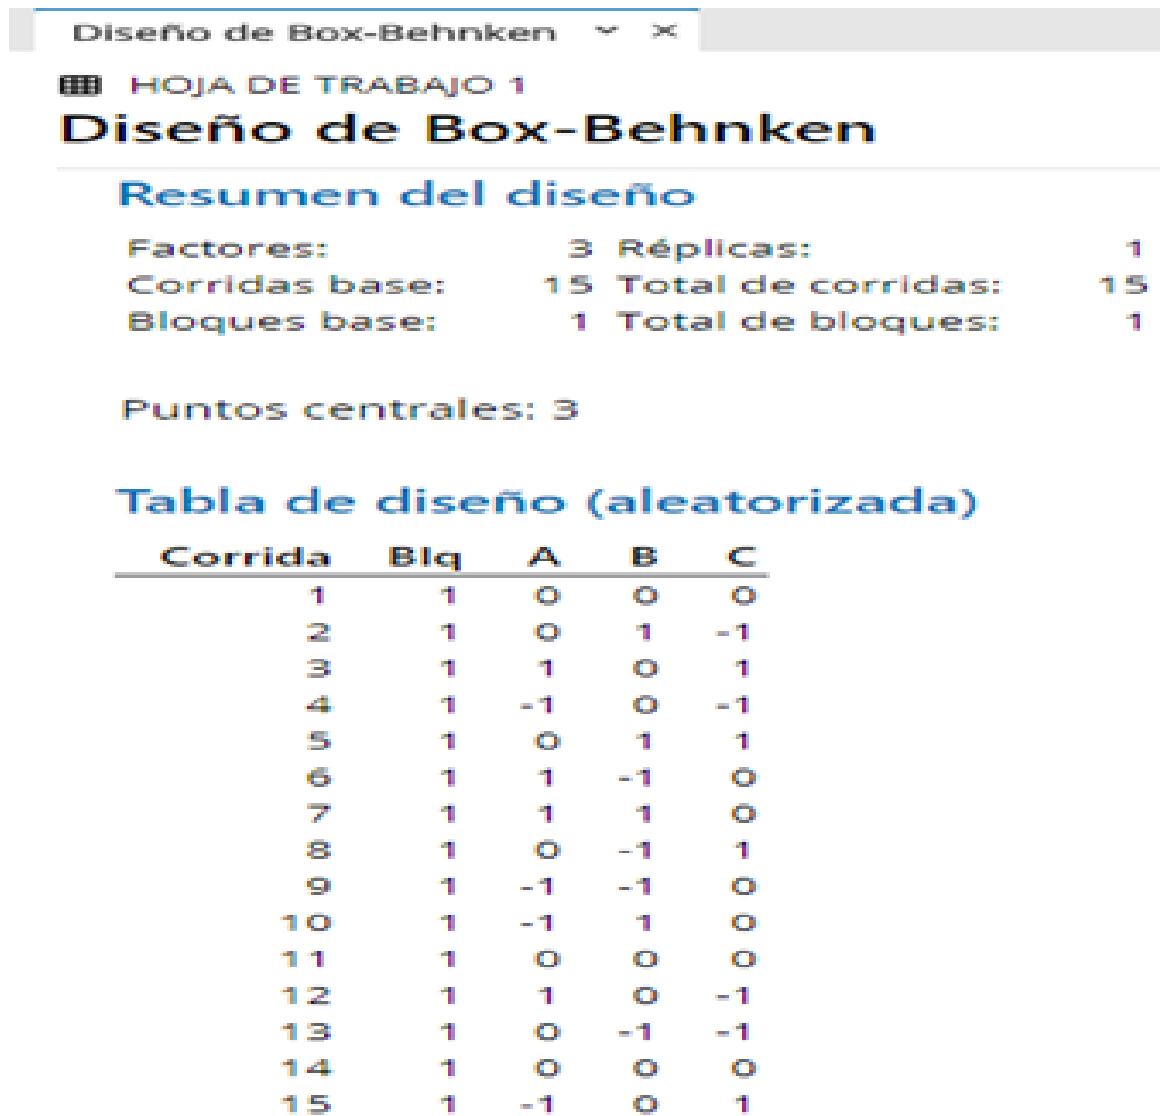 Diseño de Box-Behnken
HOJA DE TRABAJO 1
Diseño de Box-Behnken
Resumen del diseño
Factores: 3 Réplicas: 1
Corridas base: 15 Total de corridas: 15
Bloques base: 1 Total de bloques: 1
Puntos centrales: 3
Tabla de diseño (aleatorizada)
Corrida Blq A B C
1 1 0 0 0
2 1 0 1 -1
3 1 1 0 1
4 1 -1 0 -1
5 1 0 1 1
6 1 1 -1 0
7 1 1 1 0
8 1 0 -1 1
9 1 -1 -1 0
10 1 -1 1 0
11 1 0 0 0
12 1 1 0 -1
13 1 0 -1 -1
14 1 0 0 0
15 1 -1 0 1